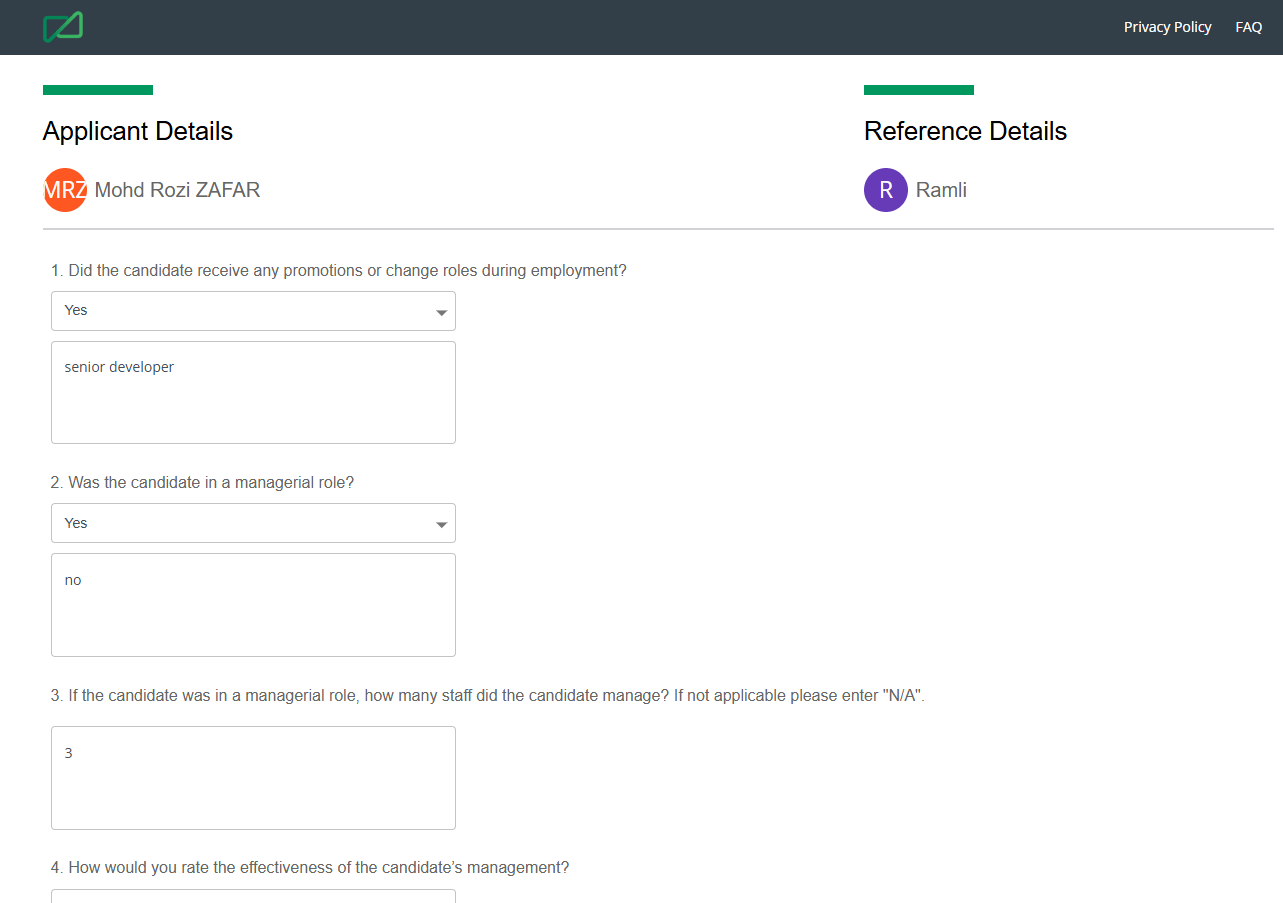 Privacy Policy FAQ
Applicant Details
Reference Details
MRZ Mohd Rozi ZAFAR
R Ramli
1. Did the candidate receive any promotions or change roles during employment?
Yes
senior developer
2. Was the candidate in a managerial role?
Yes
no
3. If the candidate was in a managerial role, how many staff did the candidate manage? If not applicable please enter "N/A".
3
4. How would you rate the effectiveness of the candidate’s management?